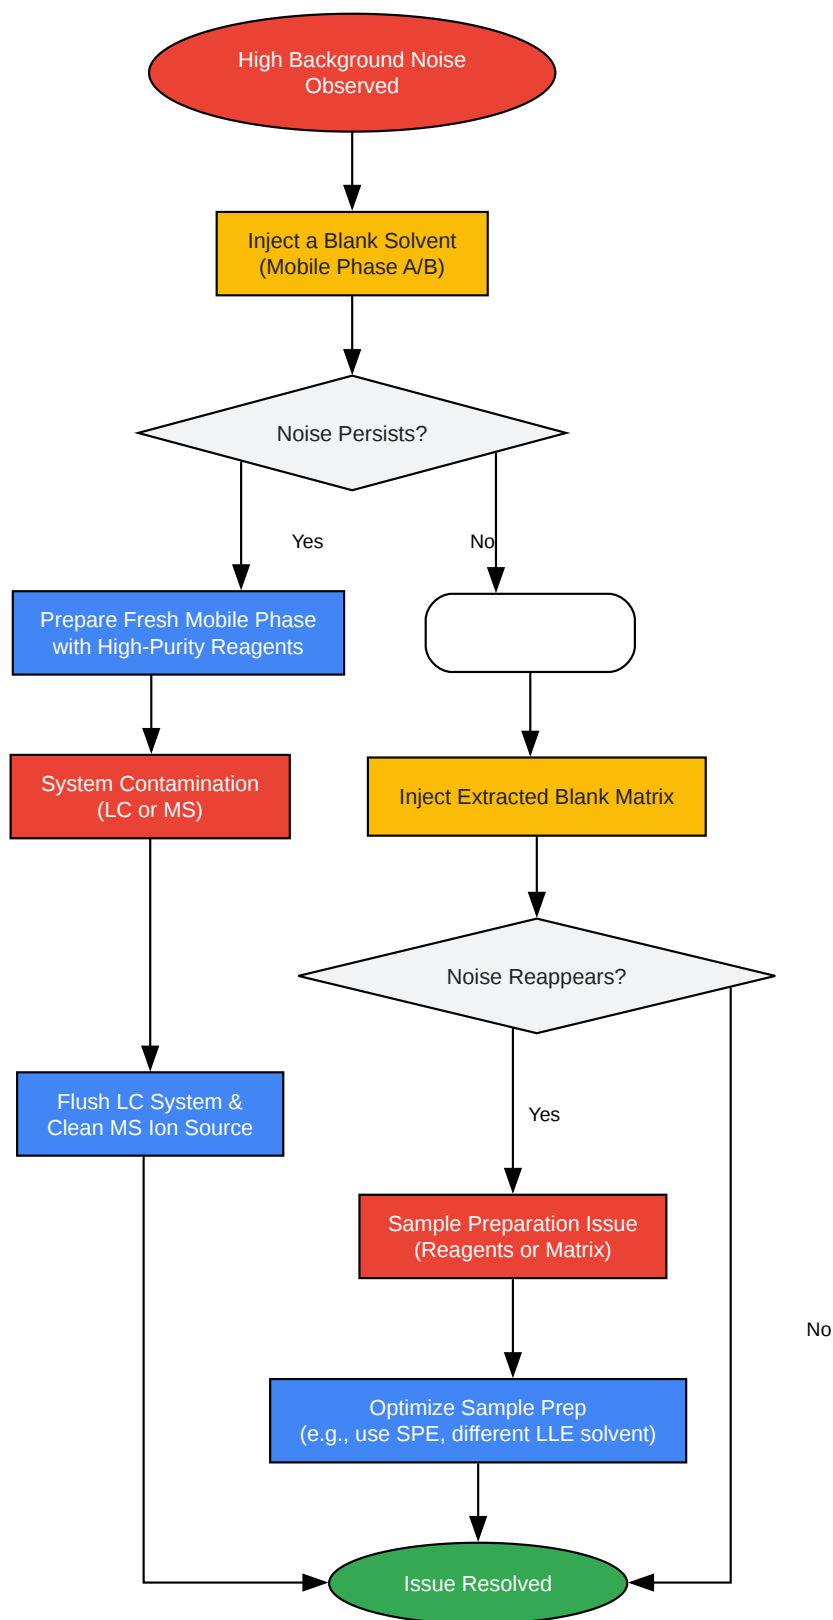 High Background Noise
Observed
Inject a Blank Solvent
(Mobile Phase A/B)
Noise Persists?
Yes
No
Prepare Fresh Mobile Phase
with High-Purity Reagents
System Contamination
(LC or MS)
Inject Extracted Blank Matrix
Noise Reappears?
Flush LC System &
Clean MS Ion Source
Yes
Sample Preparation Issue
(Reagents or Matrix)
No
Optimize Sample Prep
(e.g., use SPE, different LLE solvent)
Issue Resolved